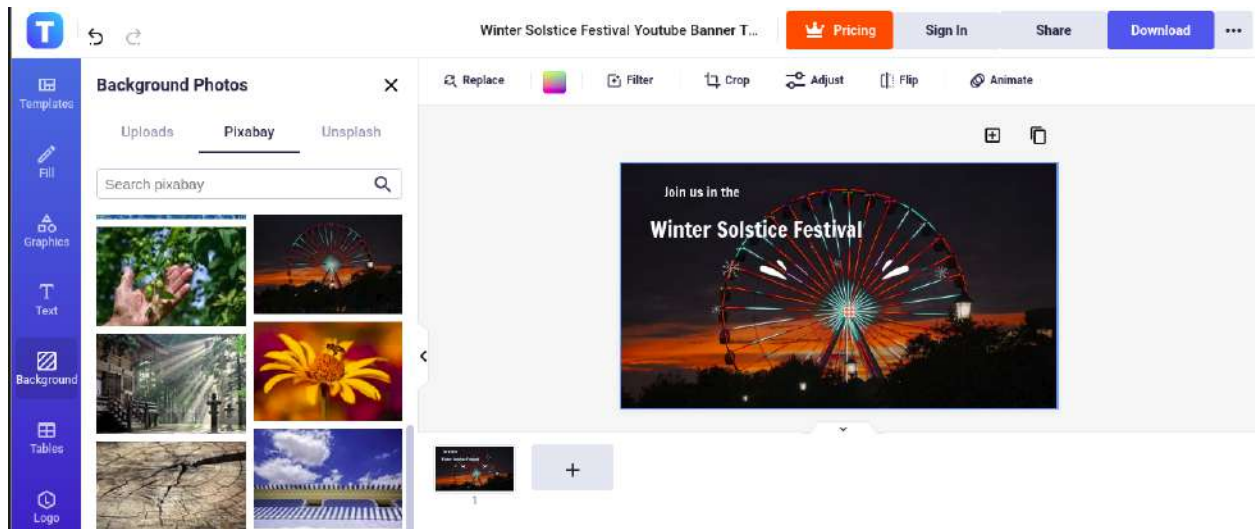 T
Winter Solstice Festival Youtube Banner T...
Pricing
Sign In
Share
Download
Templates
Fill
Graphics
Text
Background
Tables
Logo
Background Photos
Uploads
Pixabay
Unsplash
Search pixabay
Replace
Filter
Crop
Adjust
Flip
Animate
Join us in the
Winter Solstice Festival
1